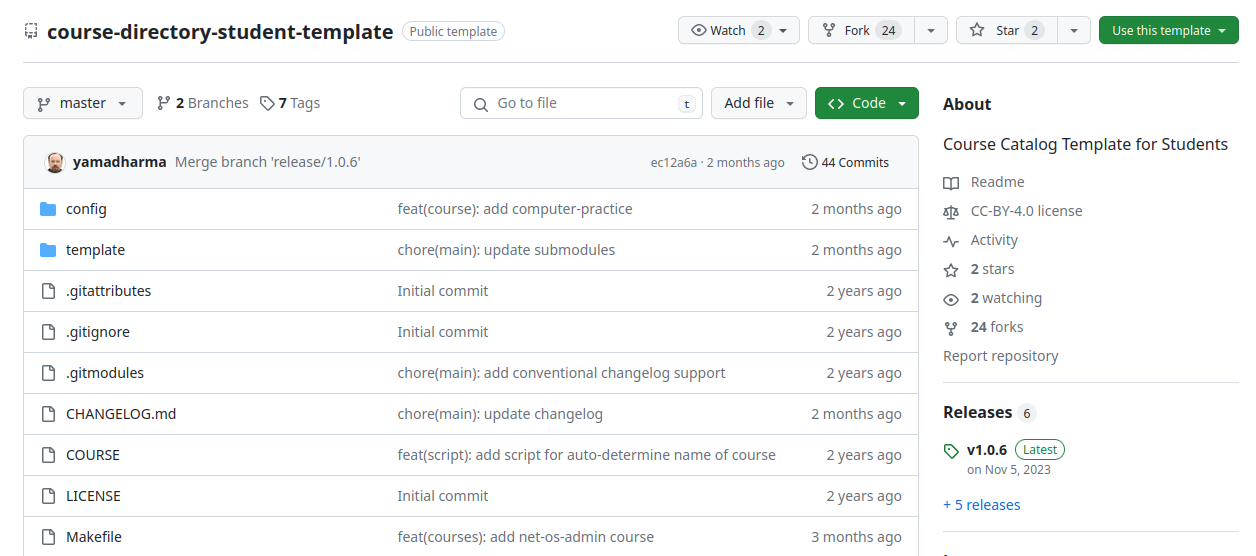 course-directory-student-template Public template Watch 2 Fork 24 Star 2 Use this template
master 2 Branches 7 Tags Go to file t Add file Code
yamadharma Merge branch 'release/1.0.6' ec12a6a · 2 months ago 44 Commits
config feat(course): add computer-practice 2 months ago
template chore(main): update submodules 2 months ago
.gitattributes Initial commit 2 years ago
.gitignore Initial commit 2 years ago
.gitmodules chore(main): add conventional changelog support 2 years ago
CHANGELOG.md chore(main): update changelog 2 months ago
COURSE feat(script): add script for auto-determine name of course 2 years ago
LICENSE Initial commit 2 years ago
Makefile feat(courses): add net-os-admin course 3 months ago
About
Course Catalog Template for Students
Readme
CC-BY-4.0 license
Activity
2 stars
2 watching
24 forks
Report repository
Releases 6
v1.0.6 Latest
on Nov 5, 2023
+ 5 releases